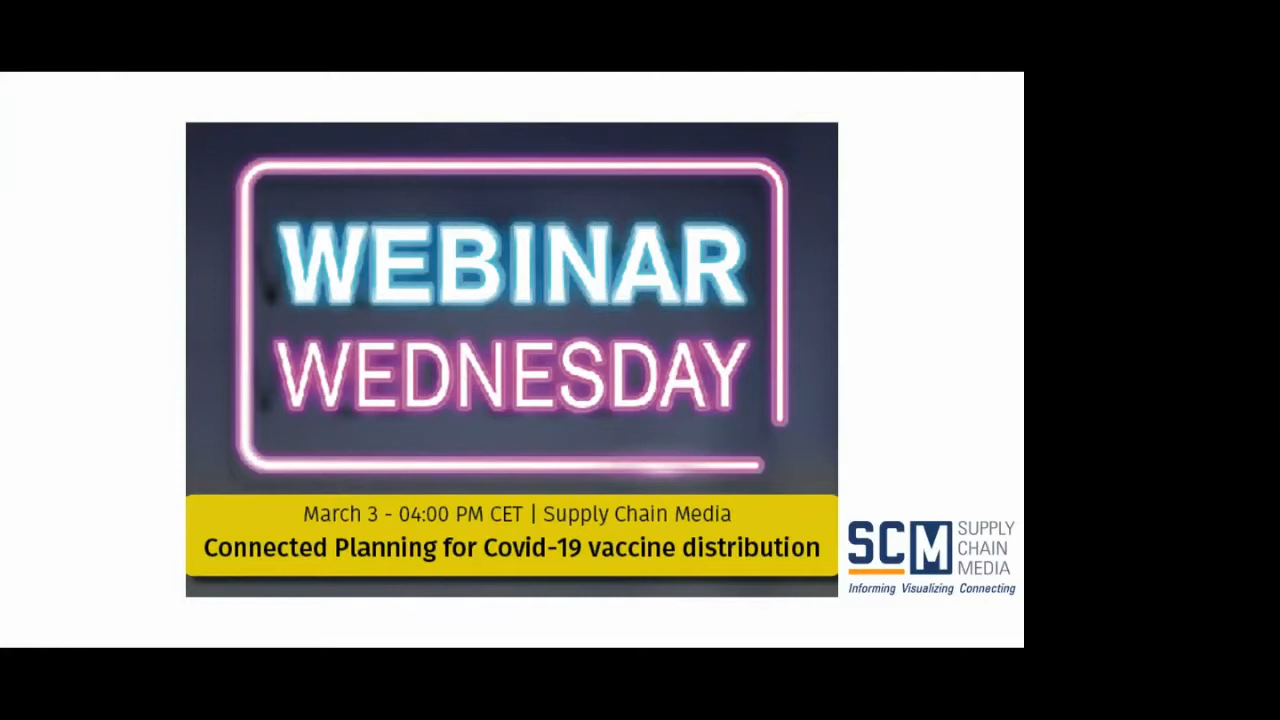 WEBINAR
WEDNESDAY
March 3 - 04:00 PM CET | Supply Chain Media
Connected Planning for Covid-19 vaccine distribution
SCM SUPPLY
CHAIN
MEDIA
Informing Visualizing Connecting